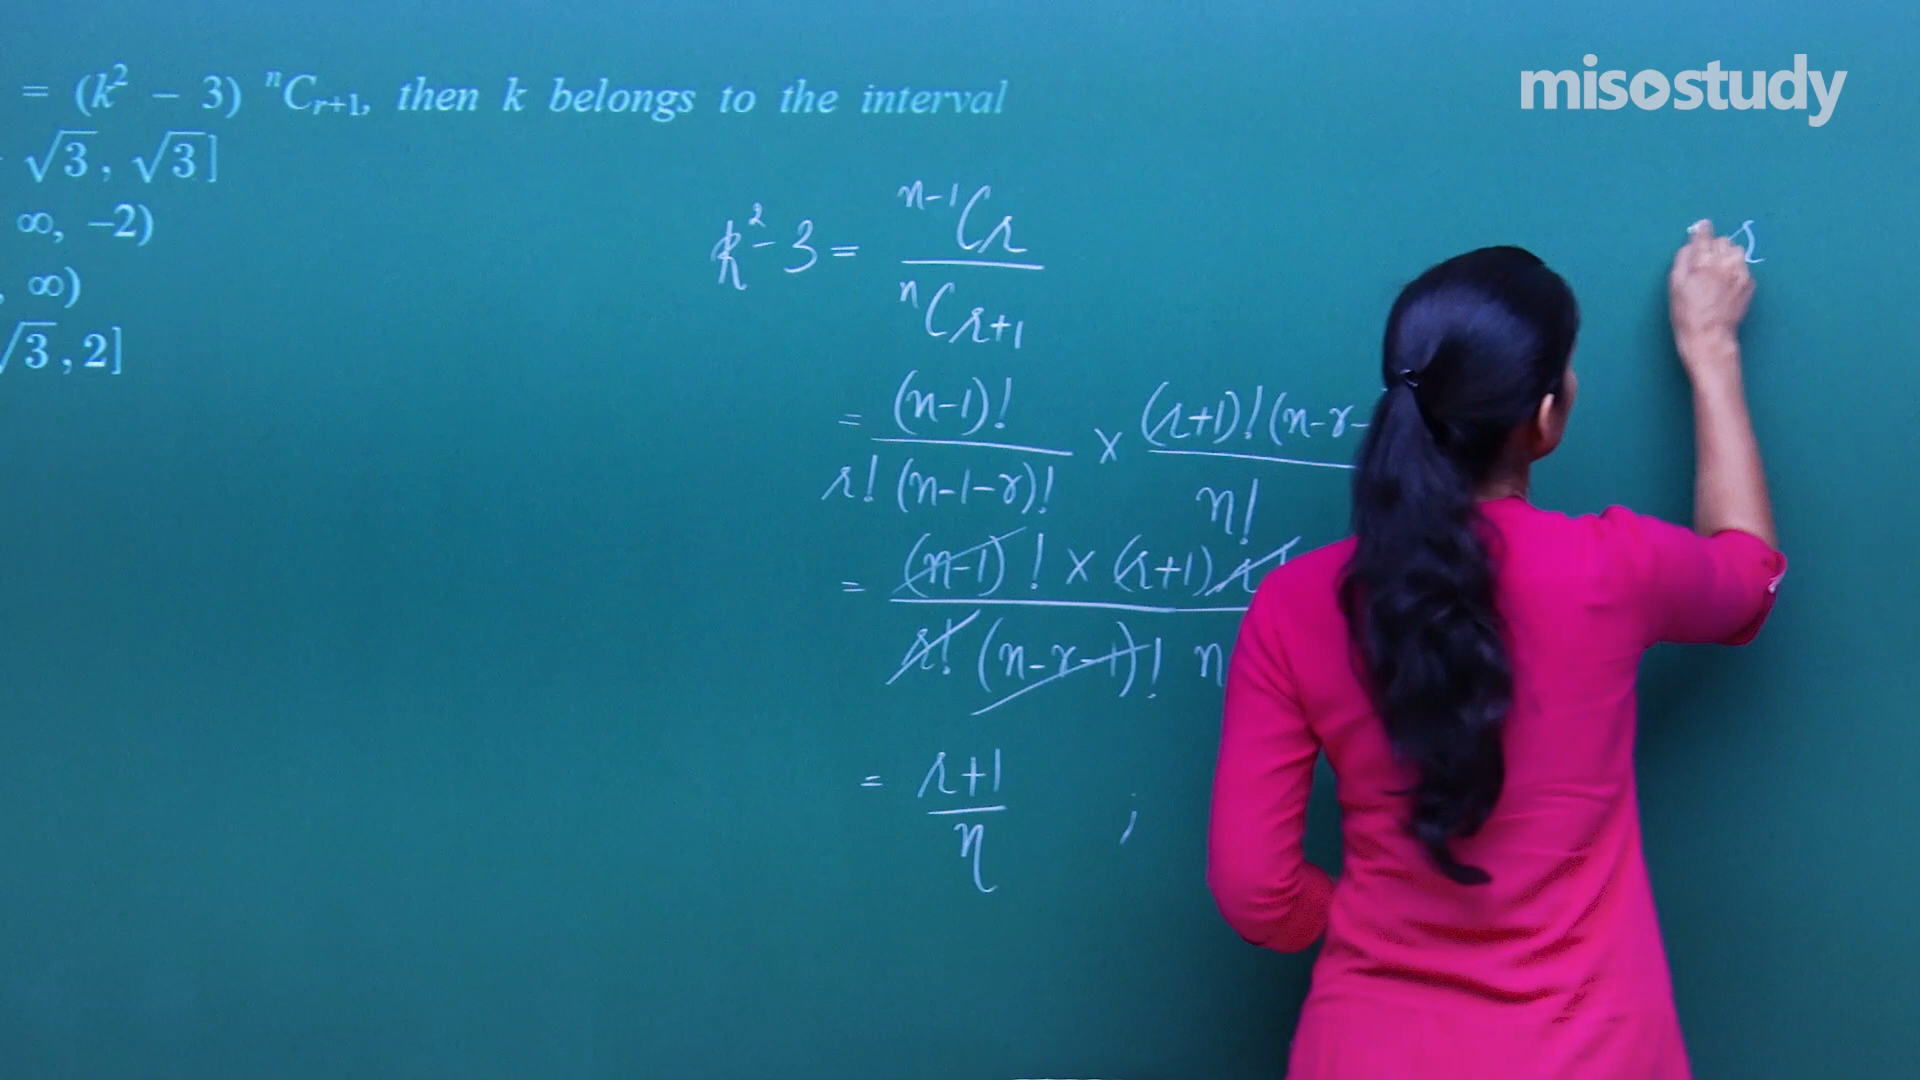 misostudy
= (k² − 3) ⁿCᵣ₊₁, then k belongs to the interval
√3, √3]
∞, −2)
, ∞)
√3, 2]
k² - 3 = ⁿ⁻¹Cᵣ
ⁿCᵣ₊₁
= (n-1)! × (r+1)! (n-r-
r! (n-1-r)! n!
= (n-1)! × (r+1) r!
r! (n-r-1)! n
= r+1 ;
n
r